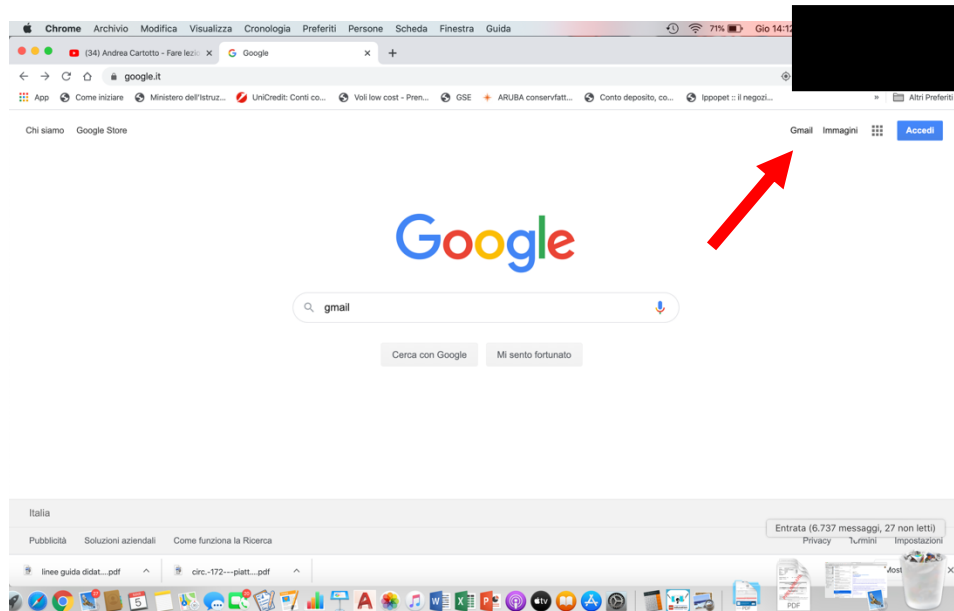 Chrome Archivio Modifica Visualizza Cronologia Preferiti Persone Scheda Finestra Guida 71% Gio 14:12
(34) Andrea Cartotto - Fare lezio Google
google.it
App Come iniziare Ministero dell'Istruz... UniCredit: Conti co... Voli low cost - Pren... GSE ARUBA conservfatt... Conto deposito, co... Ippopet :: il negozi... » Altri Preferiti
Chi siamo Google Store Gmail Immagini Accedi
Google
gmail
Cerca con Google Mi sento fortunato
Italia
Entrata (6.737 messaggi, 27 non letti)
Pubblicità Soluzioni aziendali Come funziona la Ricerca Privacy Termini Impostazioni
linee guida didat....pdf circ.-172---piatt....pdf
5 tv
PDF